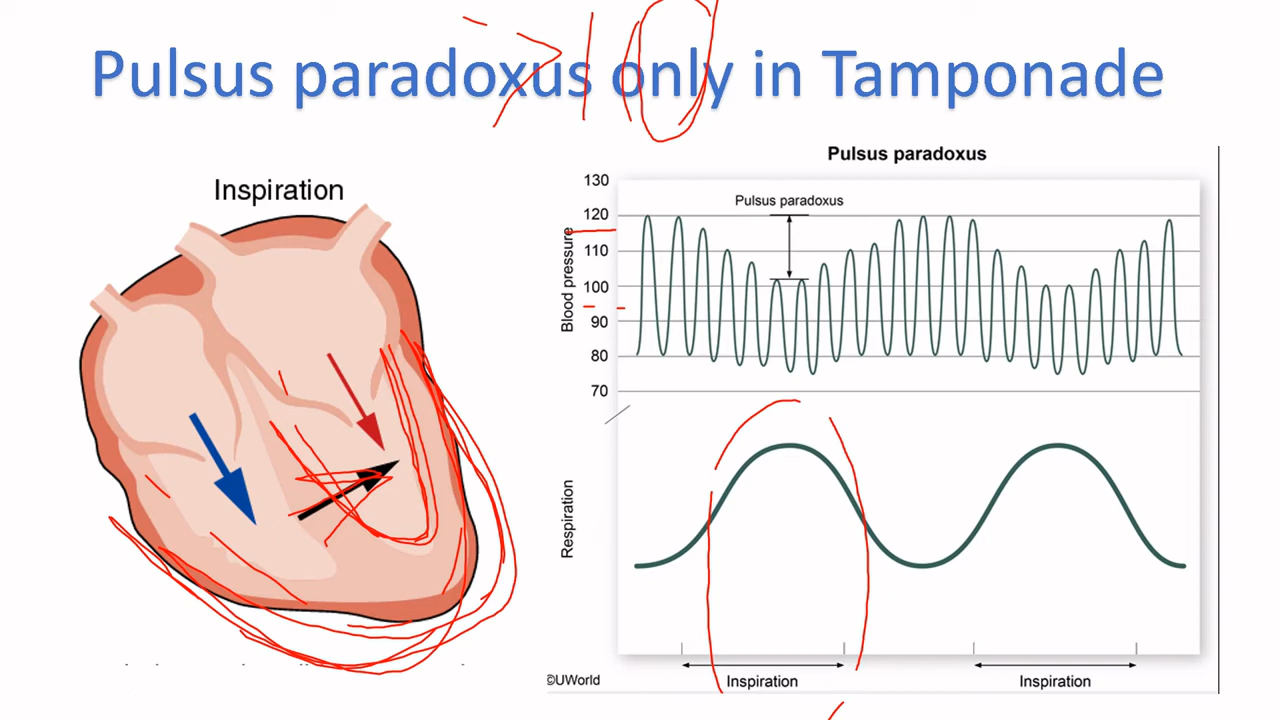 Pulsus paradoxus only in Tamponade
>10
Inspiration
Pulsus paradoxus
Blood pressure
130
120
110
100
90
80
70
Pulsus paradoxus
Respiration
Inspiration
Inspiration
©UWorld